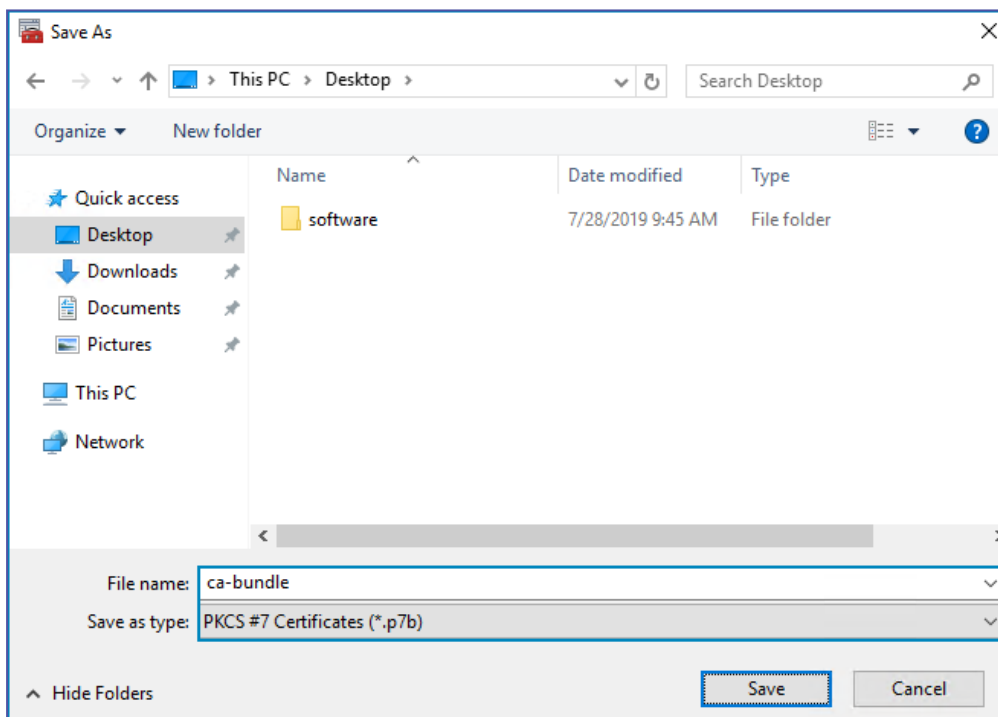 Save As
This PC > Desktop >
Search Desktop
Organize
New folder
Name
Date modified
Type
Quick access
Desktop
Downloads
Documents
Pictures
This PC
Network
software
7/28/2019 9:45 AM
File folder
File name: ca-bundle
Save as type: PKCS #7 Certificates (*.p7b)
Hide Folders
Save
Cancel